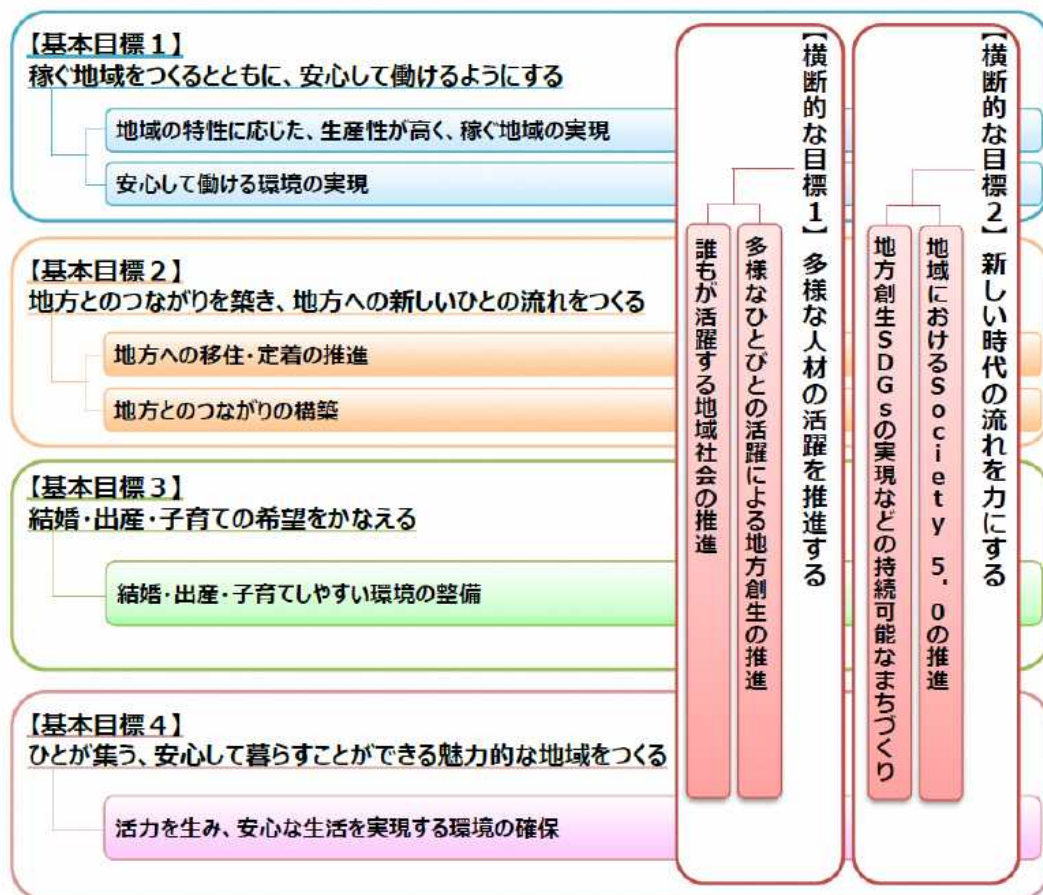 【基本目標１】
稼ぐ地域をつくるとともに、安心して働けるようにする
地域の特性に応じた、生産性が高く、稼ぐ地域の実現
安心して働ける環境の実現
【基本目標２】
地方とのつながりを築き、地方への新しいひとの流れをつくる
地方への移住・定着の推進
地方とのつながりの構築
【基本目標３】
結婚・出産・子育ての希望をかなえる
結婚・出産・子育てしやすい環境の整備
【基本目標４】
ひとが集う、安心して暮らすことができる魅力的な地域をつくる
活力を生み、安心な生活を実現する環境の確保
【横断的な目標１】多様な人材の活躍を推進する
多様なひとびとの活躍による地方創生の推進
誰もが活躍する地域社会の推進
【横断的な目標２】新しい時代の流れを力にする
地域におけるＳｏｃｉｅｔｙ ５．０の推進
地方創生ＳＤＧｓの実現などの持続可能なまちづくり